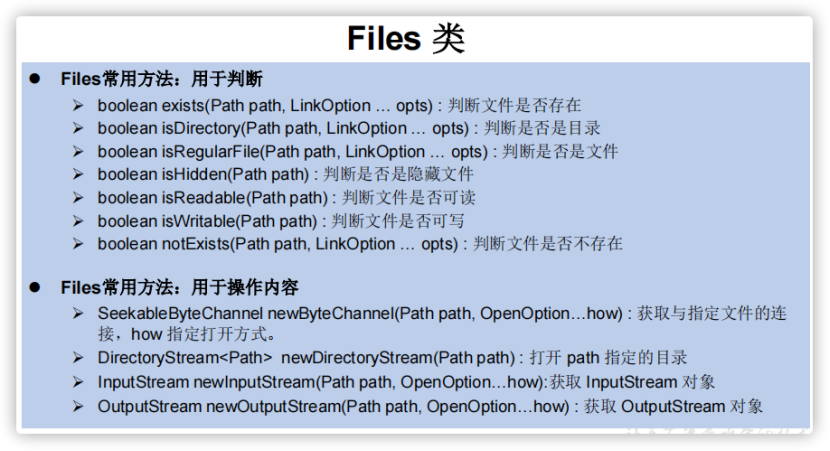 Files 类
● Files常用方法：用于判断
➢ boolean exists(Path path, LinkOption … opts) : 判断文件是否存在
➢ boolean isDirectory(Path path, LinkOption … opts) : 判断是否是目录
➢ boolean isRegularFile(Path path, LinkOption … opts) : 判断是否是文件
➢ boolean isHidden(Path path) : 判断是否是隐藏文件
➢ boolean isReadable(Path path) : 判断文件是否可读
➢ boolean isWritable(Path path) : 判断文件是否可写
➢ boolean notExists(Path path, LinkOption … opts) : 判断文件是否不存在
● Files常用方法：用于操作内容
➢ SeekableByteChannel newByteChannel(Path path, OpenOption…how) : 获取与指定文件的连
接，how 指定打开方式。
➢ DirectoryStream<Path> newDirectoryStream(Path path) : 打开 path 指定的目录
➢ InputStream newInputStream(Path path, OpenOption…how):获取 InputStream 对象
➢ OutputStream newOutputStream(Path path, OpenOption…how) : 获取 OutputStream 对象